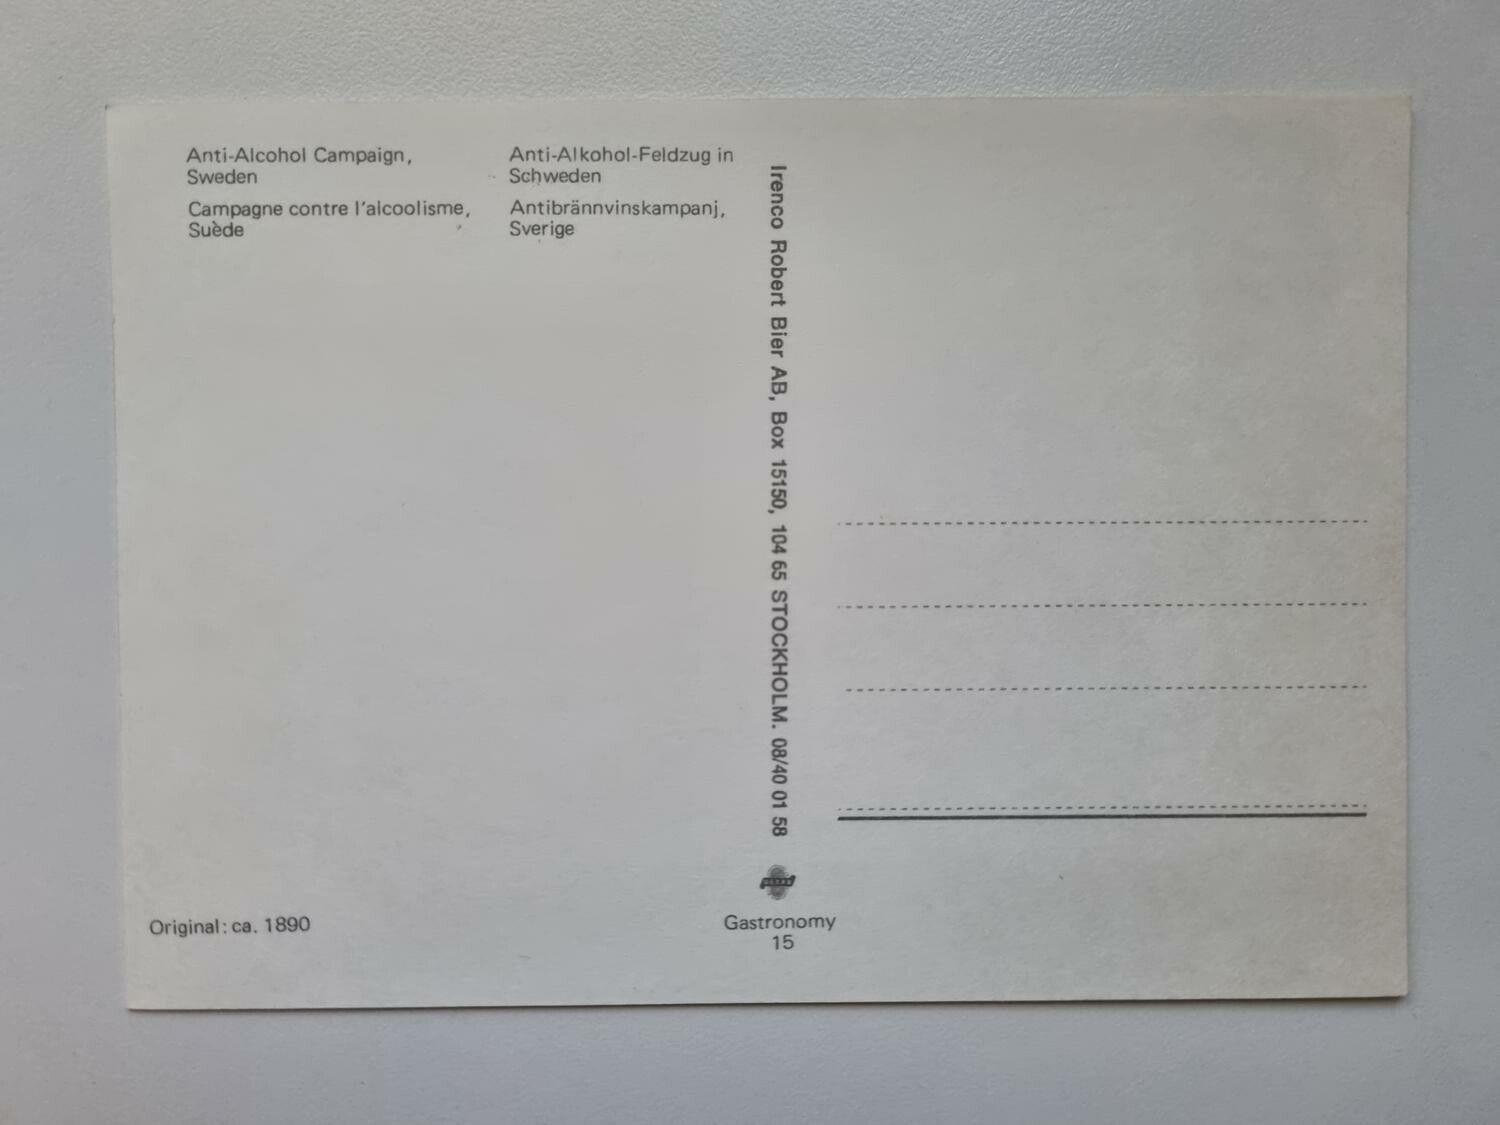 Anti-Alcohol Campaign,
Sweden
Campagne contre l'alcoolisme,
Suède
Anti-Alkohol-Feldzug in
Schweden
Antibrännvinskampanj,
Sverige
Irenco Robert Bier AB, Box 15150, 104 65 STOCKHOLM. 08/40 01 58
Original: ca. 1890
Gastronomy
15